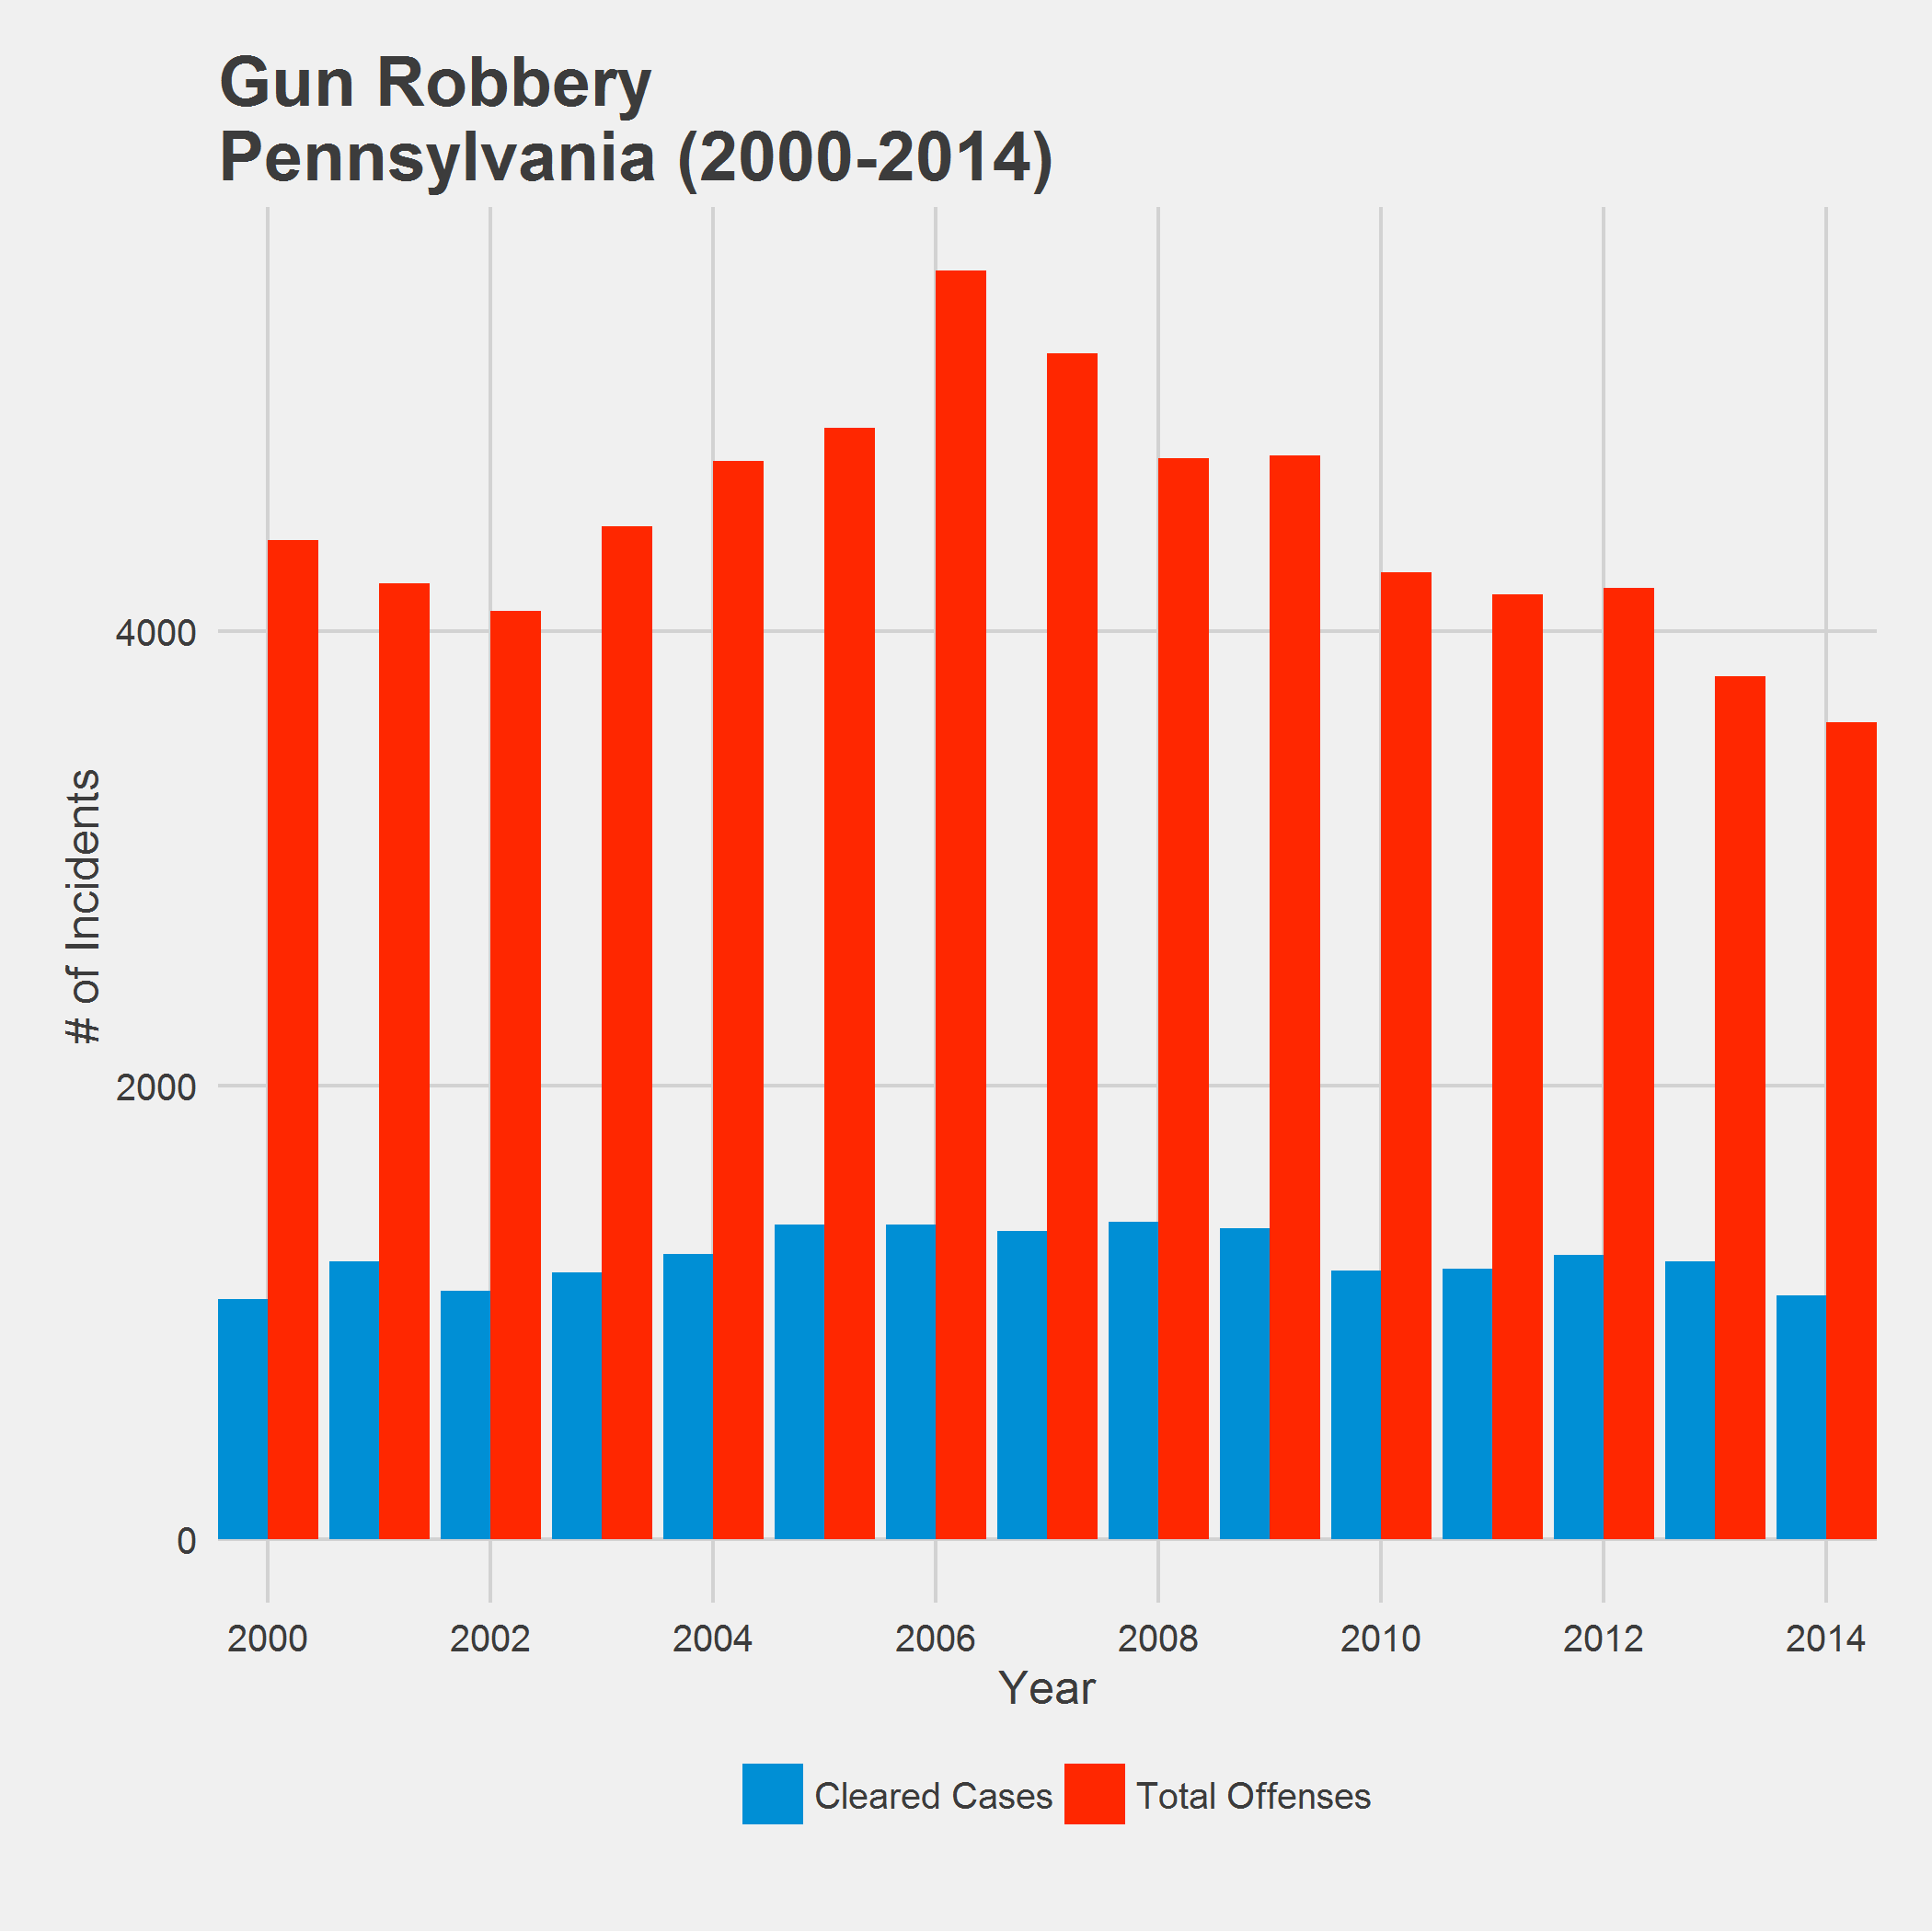 Gun Robbery
Pennsylvania (2000-2014)
# of Incidents
4000
2000
0
2000 2002 2004 2006 2008 2010 2012 2014
Year
Cleared Cases Total Offenses